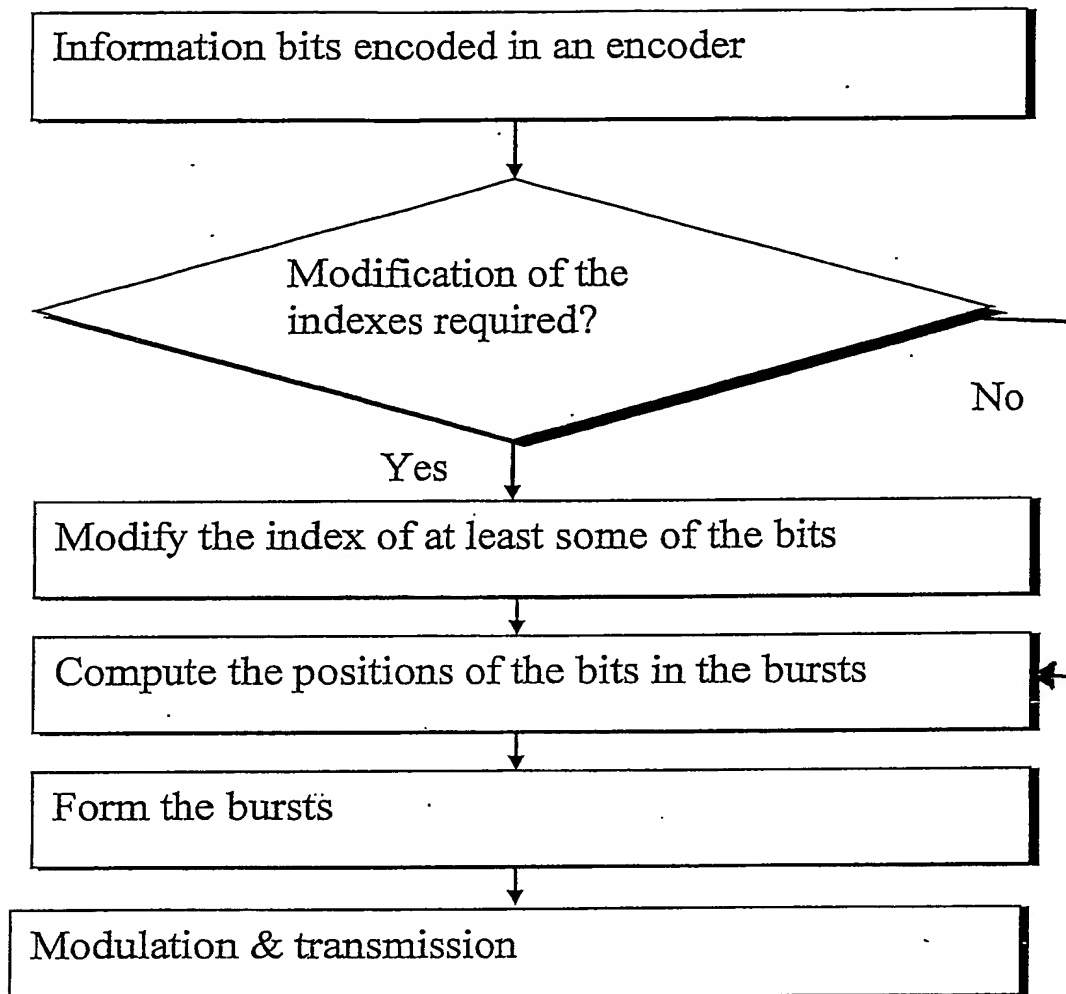 Information bits encoded in an encoder
Modification of the
indexes required?
No
Yes
Modify the index of at least some of the bits
Compute the positions of the bits in the bursts
Form the bursts
Modulation & transmission